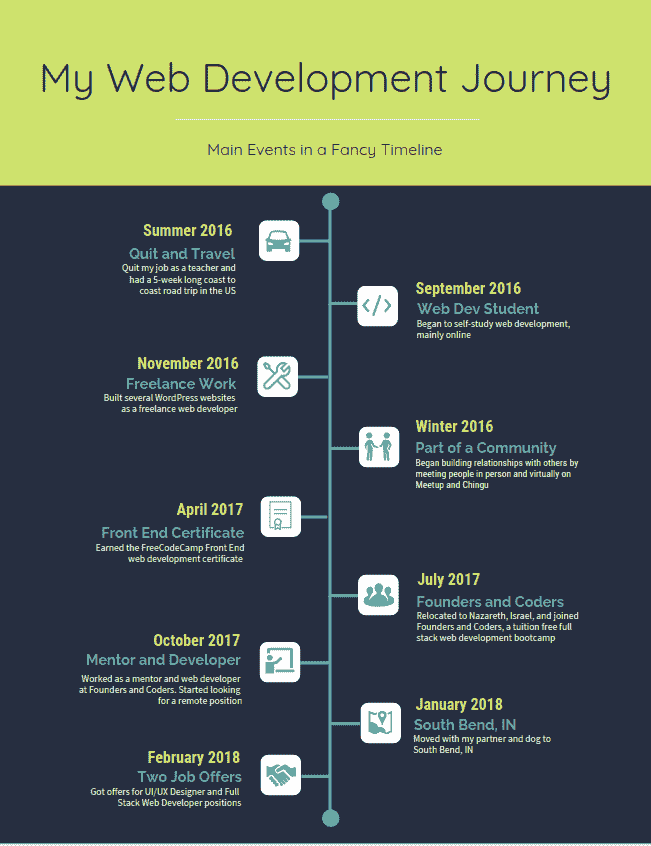 My Web Development Journey
Main Events in a Fancy Timeline
Summer 2016
Quit and Travel
Quit my job as a teacher and
had a 5-week long coast to
coast road trip in the US
September 2016
Web Dev Student
Began to self-study web development,
mainly online
November 2016
Freelance Work
Built several WordPress websites
as a freelance web developer
Winter 2016
Part of a Community
Began building relationships with others by
meeting people in person and virtually on
Meetup and Chingu
April 2017
Front End Certificate
Earned the FreeCodeCamp Front End
web development certificate
July 2017
Founders and Coders
Relocated to Nazareth, Israel, and joined
Founders and Coders, a tuition free full
stack web development bootcamp
October 2017
Mentor and Developer
Worked as a mentor and web developer
at Founders and Coders. Started looking
for a remote position
January 2018
South Bend, IN
Moved with my partner and dog to
South Bend, IN
February 2018
Two Job Offers
Got offers for UI/UX Designer and Full
Stack Web Developer positions